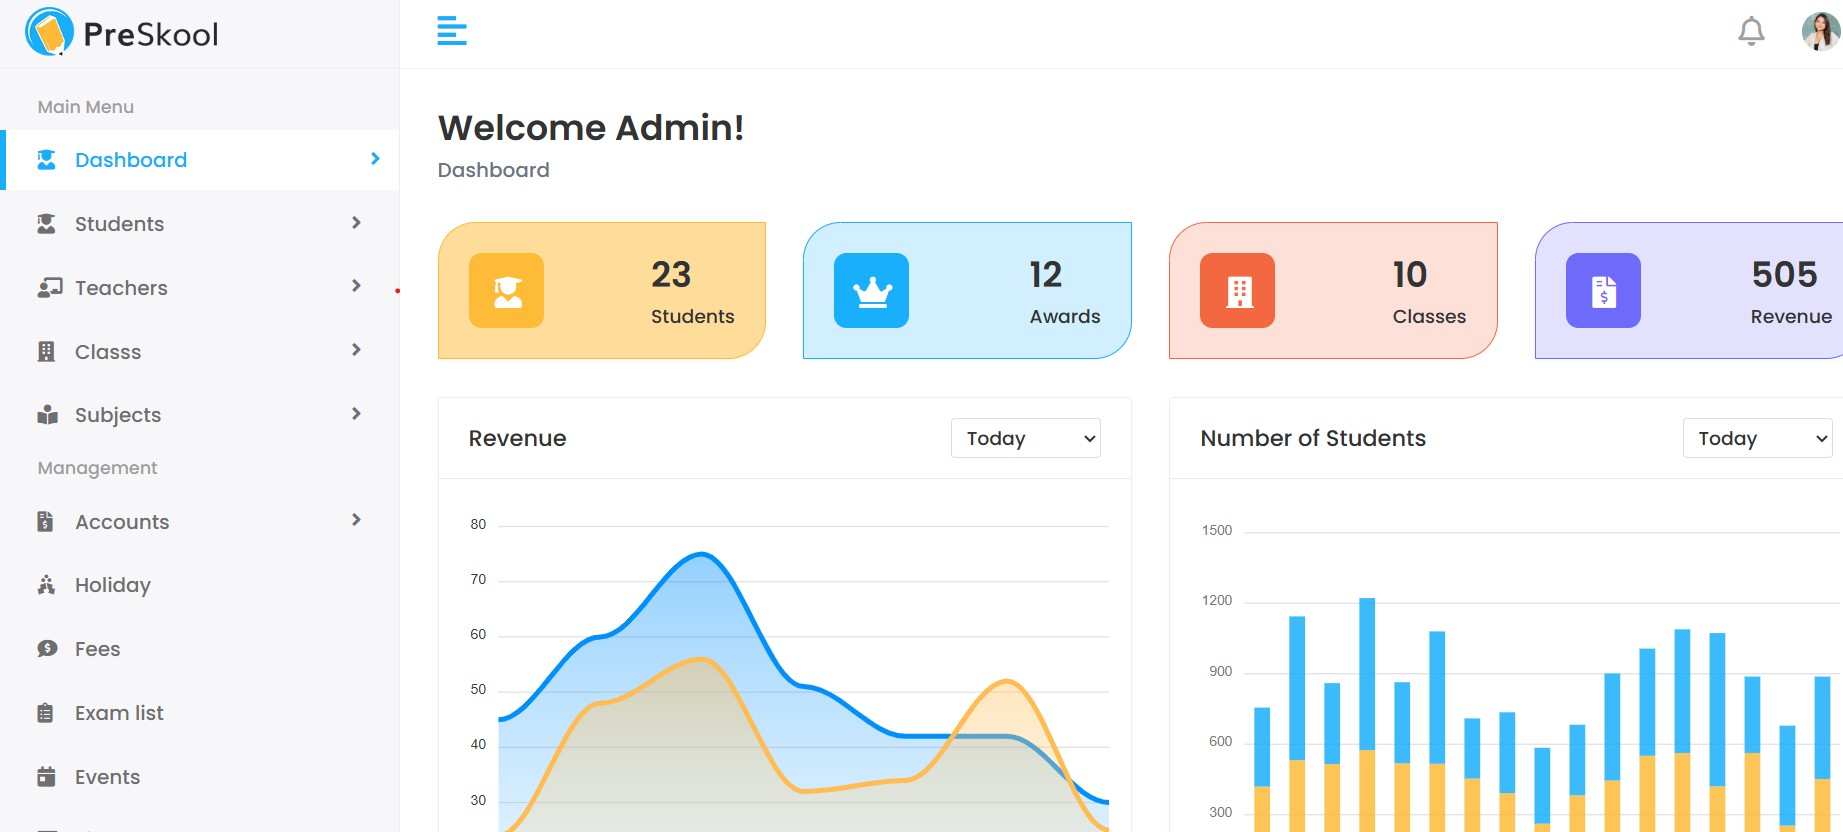 PreSkool
Main Menu
Dashboard
Students
Teachers
Classs
Subjects
Management
Accounts
Holiday
Fees
Exam list
Events
Welcome Admin!
Dashboard
23
Students
12
Awards
10
Classes
505
Revenue
Revenue
Today
80
70
60
50
40
30
Number of Students
Today
1500
1200
900
600
300